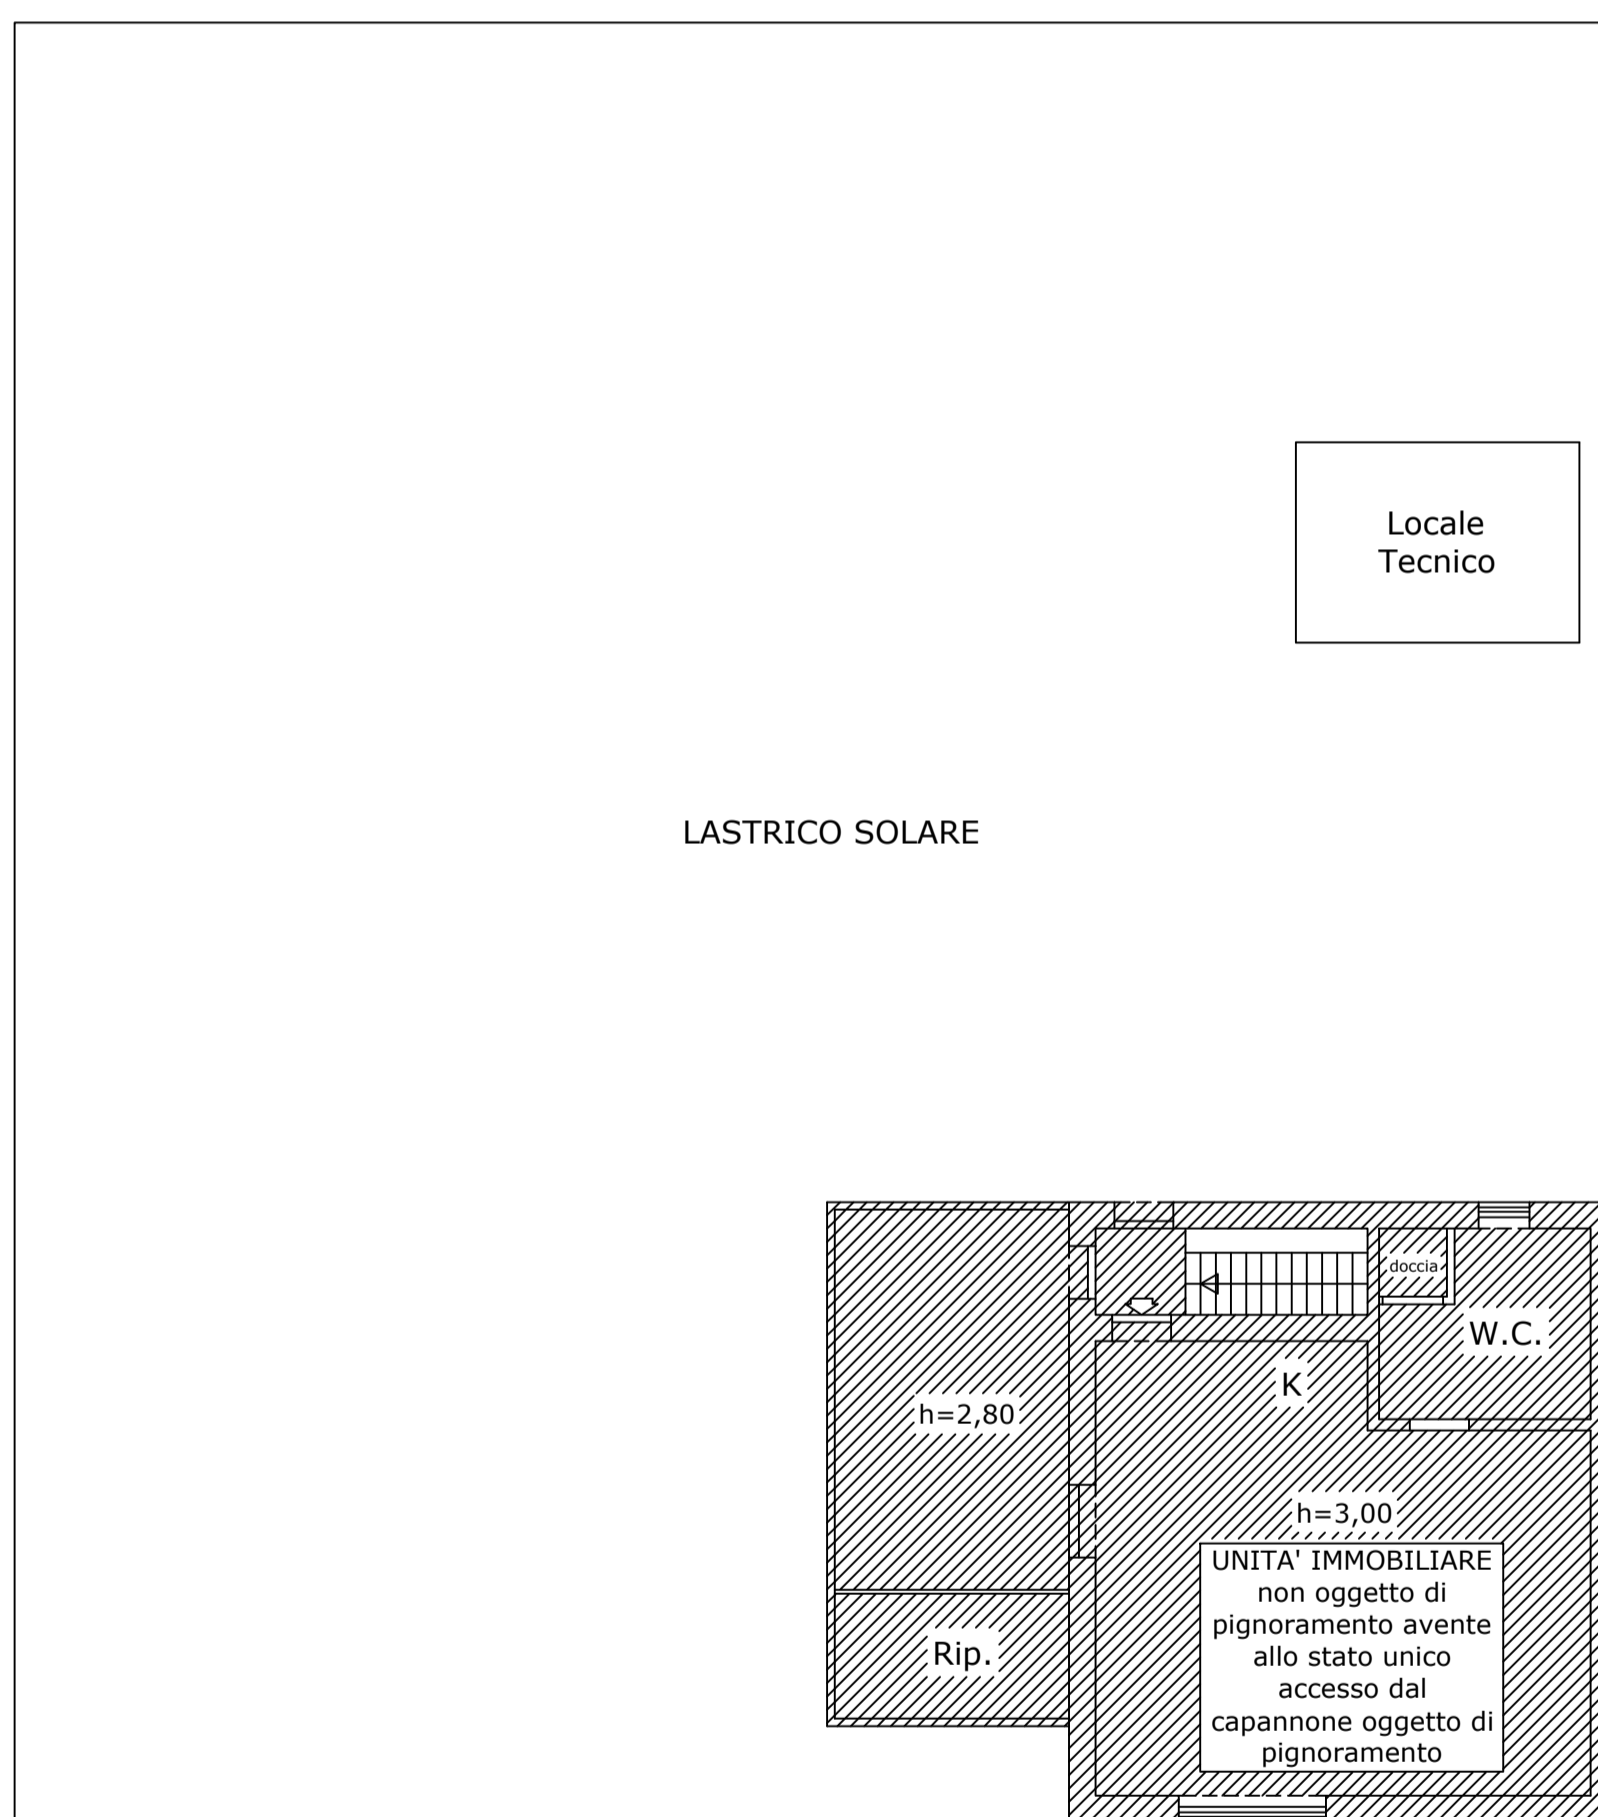 Locale
Tecnico
LASTRICO SOLARE
doccia
W.C.
K
h=2,80
h=3,00
UNITA' IMMOBILIARE
non oggetto di
pignoramento avente
allo stato unico
accesso dal
capannone oggetto di
pignoramento
Rip.